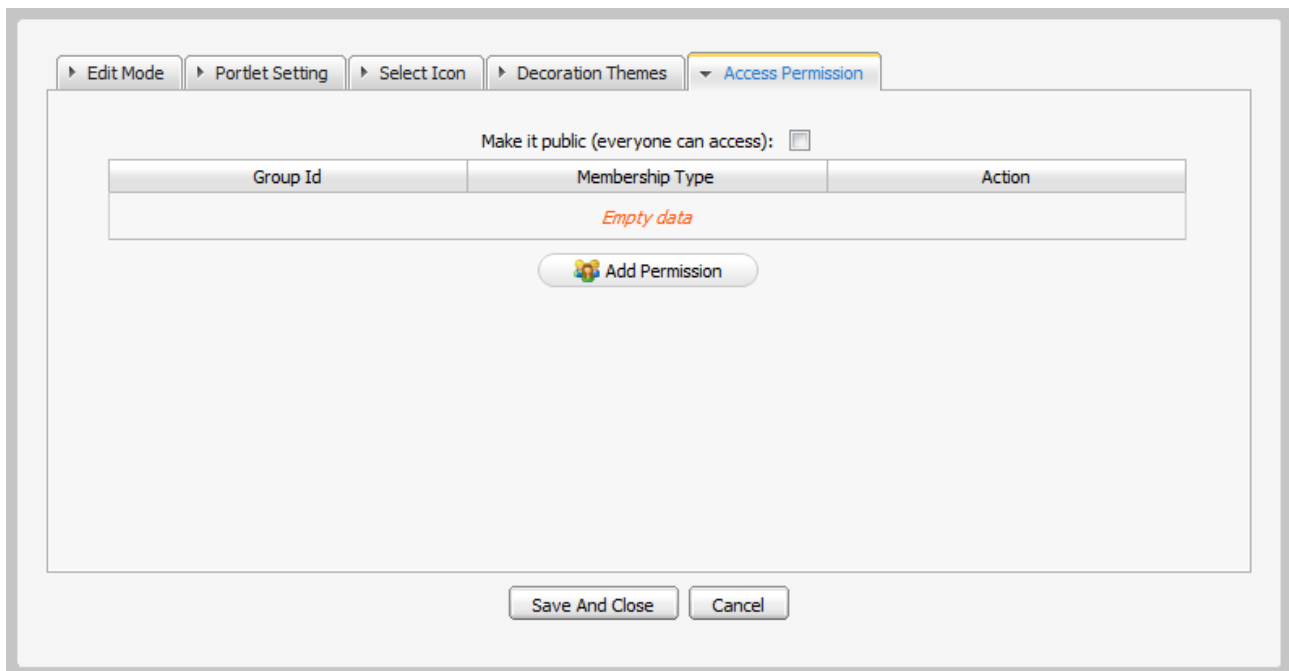 Edit Mode Portlet Setting Select Icon Decoration Themes Access Permission
Make it public (everyone can access):
Group Id Membership Type Action
Empty data
Add Permission
Save And Close Cancel